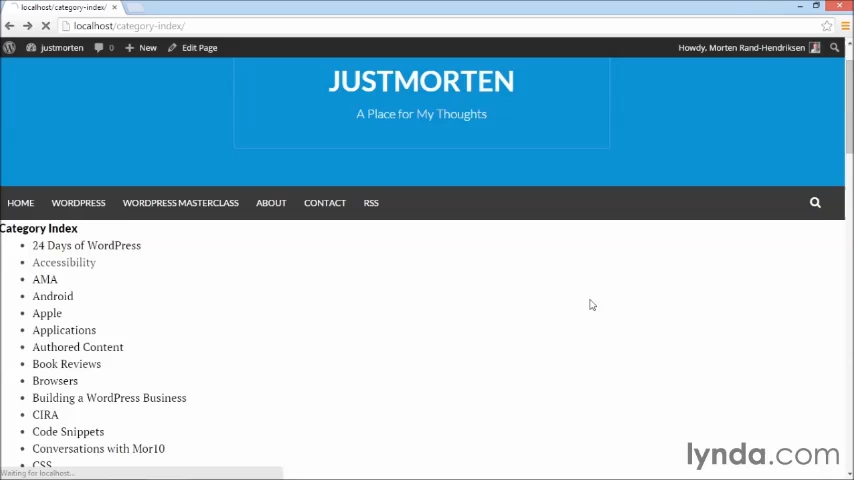 localhost/category-index/
localhost/category-index/
justmorten 0 New Edit Page Howdy, Morten Rand-Hendriksen
JUSTMORTEN
A Place for My Thoughts
HOME WORDPRESS WORDPRESS MASTERCLASS ABOUT CONTACT RSS
Category Index
24 Days of WordPress
Accessibility
AMA
Android
Apple
Applications
Authored Content
Book Reviews
Browsers
Building a WordPress Business
CIRA
Code Snippets
Conversations with Mor10
CSS
Waiting for localhost...
lynda.com